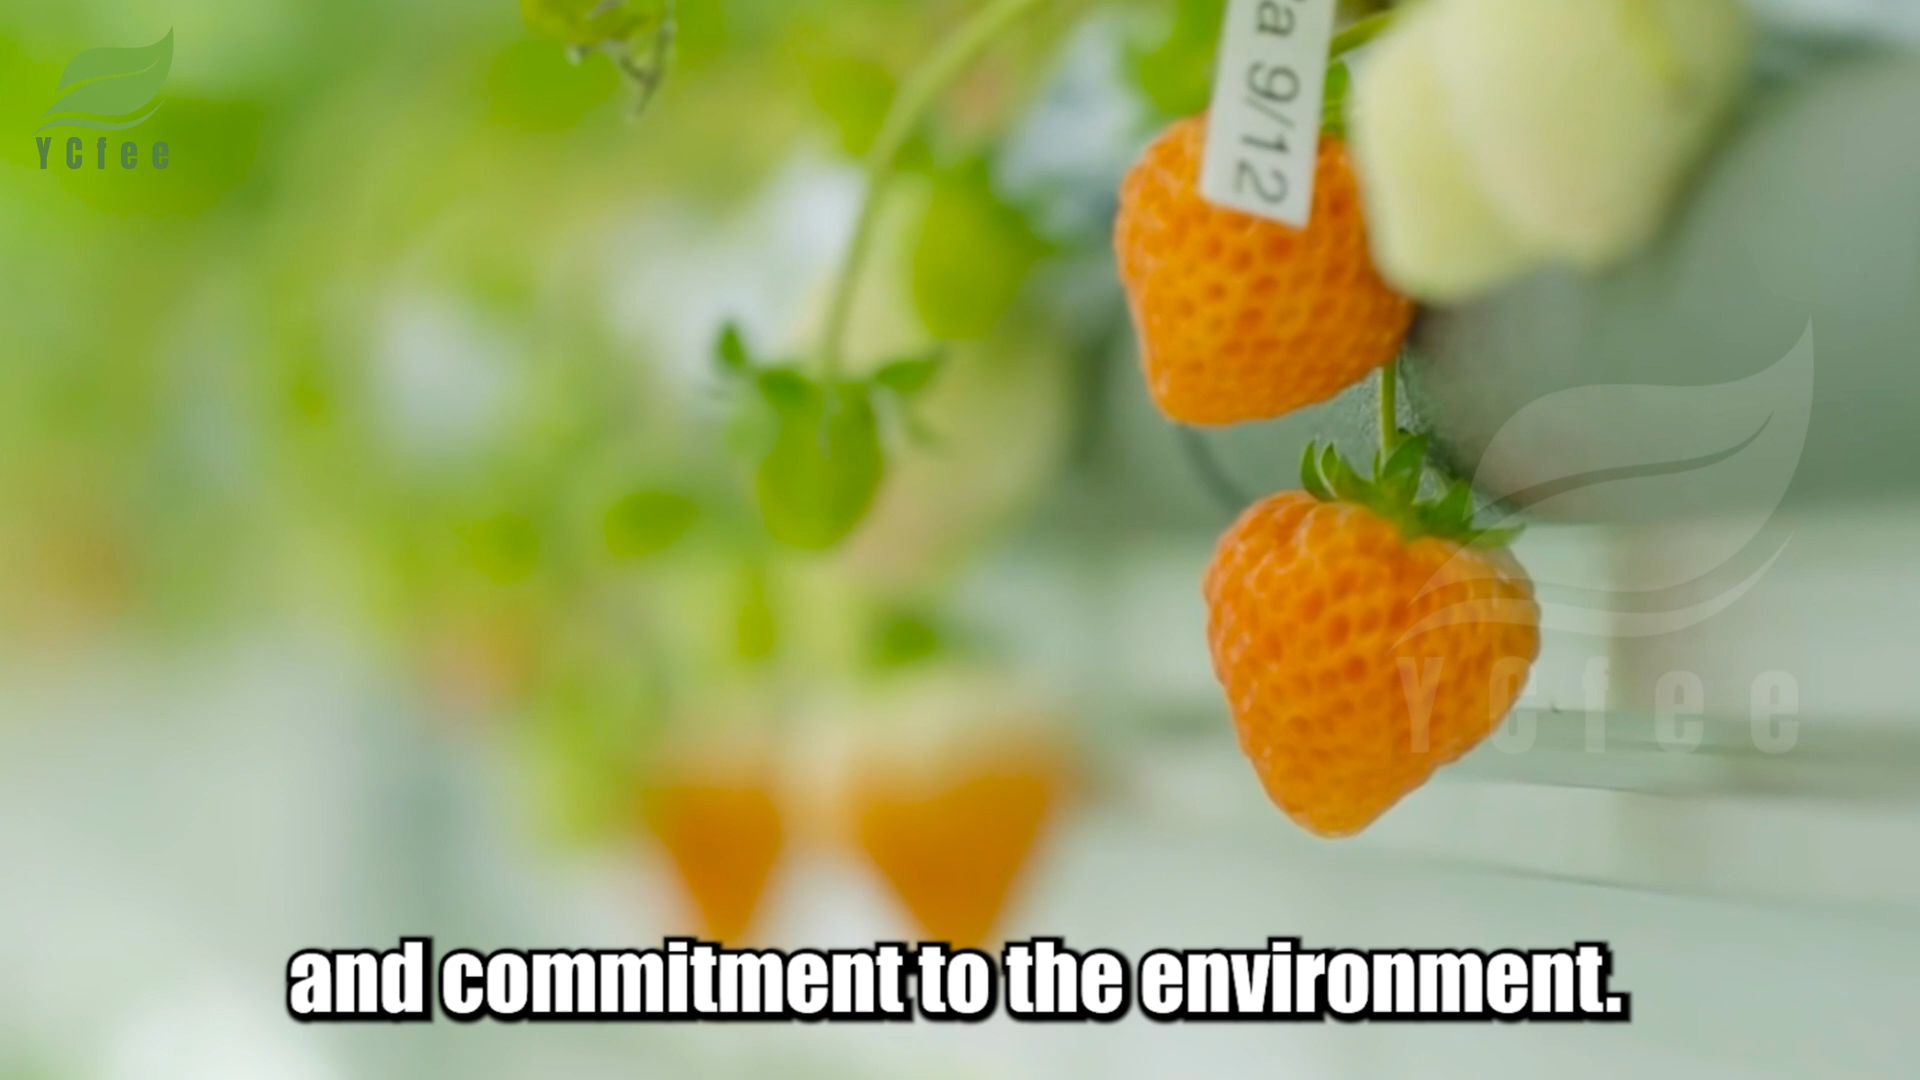 YCfee
a 9/12
YCfee
and commitment to the environment.